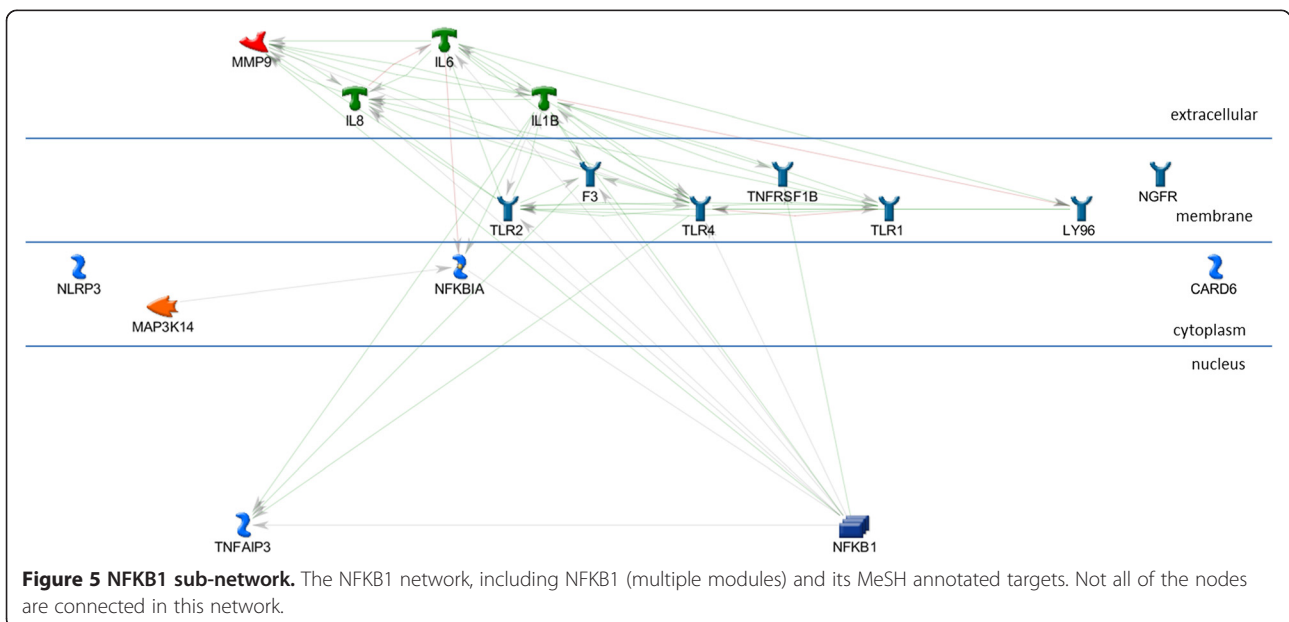 MMP9
IL6
IL8
IL1B
extracellular
F3
TNFRSF1B
NGFR
TLR2
TLR4
TLR1
LY96
membrane
NLRP3
NFKBIA
CARD6
MAP3K14
cytoplasm
nucleus
TNFAIP3
NFKB1
Figure 5 NFKB1 sub-network. The NFKB1 network, including NFKB1 (multiple modules) and its MeSH annotated targets. Not all of the nodes
are connected in this network.